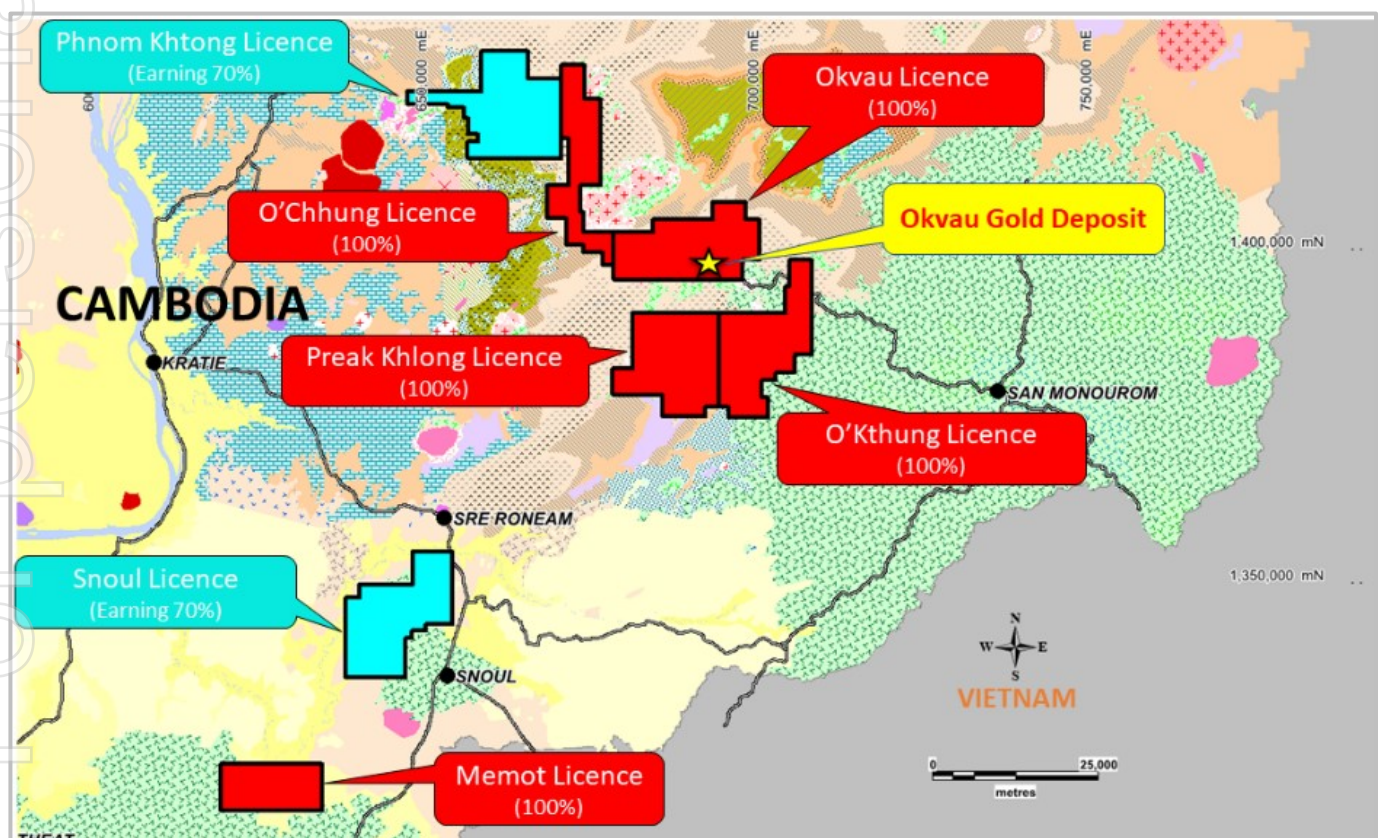 Phnom Khtong Licence
(Earning 70%)
650,000 mE
700,000 mE
750,000 mE
Okvau Licence
(100%)
O'Chhung Licence
(100%)
Okvau Gold Deposit
1,400,000 mN
CAMBODIA
KRATIE
Preak Khlong Licence
(100%)
SAN MONOUROM
O'Kthung Licence
(100%)
SRE RONEAM
Snoul Licence
(Earning 70%)
1,350,000 mN
N
W E
S
SNOUL
VIETNAM
Memot Licence
(100%)
0 25,000
metres